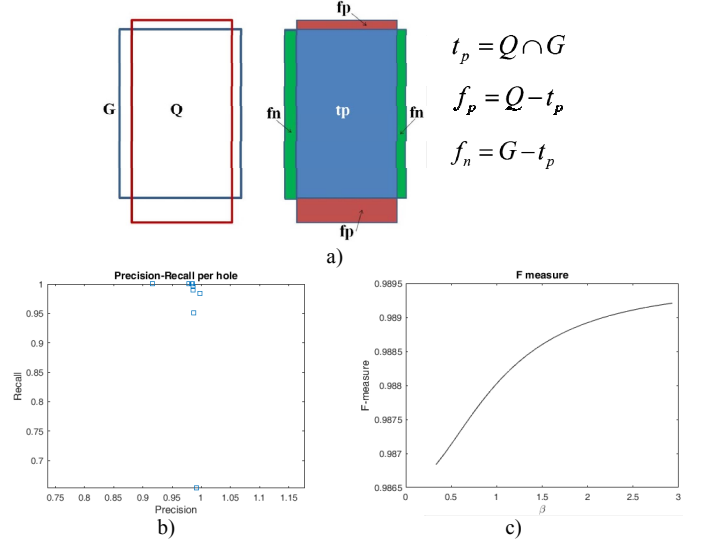 fp
G
Q
fn
tp
fn
fp
t_p = Q ∩ G
f_p = Q − t_p
f_n = G − t_p
a)
Precision-Recall per hole
1
0.95
0.9
0.85
0.8
0.75
0.7
Recall
0.75 0.8 0.85 0.9 0.95 1 1.05 1.1 1.15
Precision
b)
F measure
0.9895
0.989
0.9885
0.988
0.9875
0.987
0.9865
F-measure
0 0.5 1 1.5 2 2.5 3
β
c)